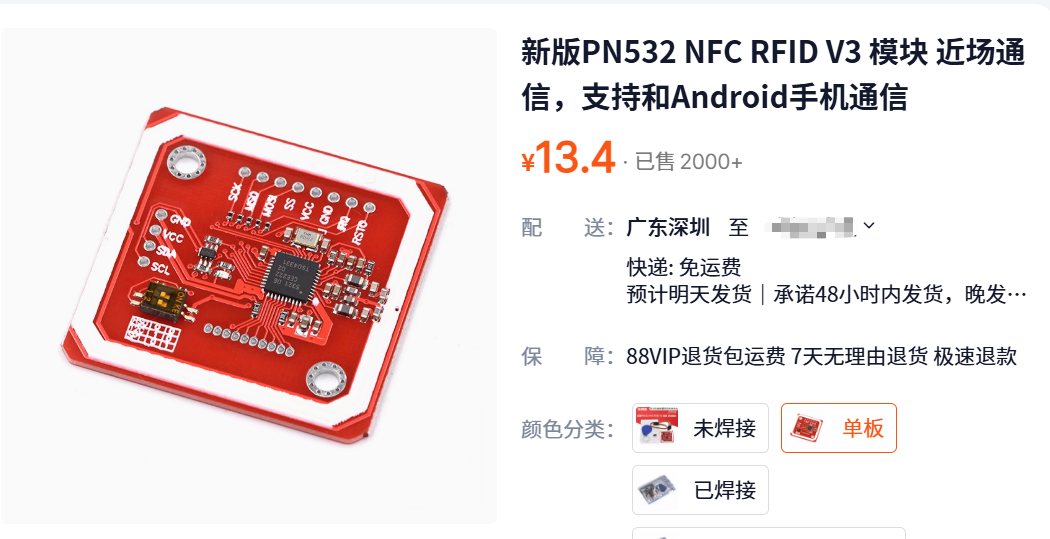 新版PN532 NFC RFID V3 模块 近场通
信，支持和Android手机通信
¥13.4 · 已售 2000+
配 送： 广东深圳 至
快递: 免运费
预计明天发货｜承诺48小时内发货，晚发…
保 障： 88VIP退货包运费 7天无理由退货 极速退款
颜色分类： 未焊接 单板
已焊接
SCK
MISO
MOSI
SS
VCC
GND
IRQ
RSTO
GND
VCC
SDA
SCL